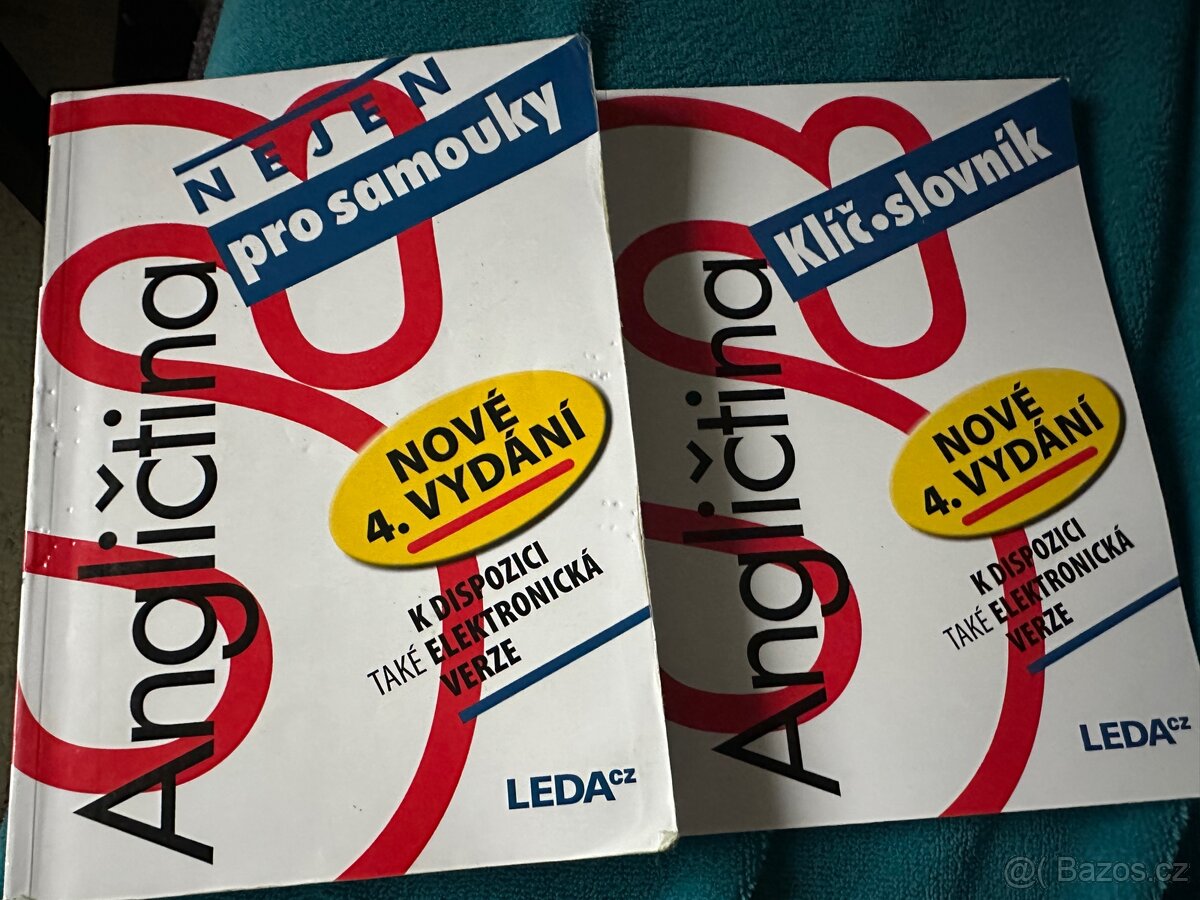 NEJEN
pro samouky
Angličtina
NOVÉ
4. VYDÁNÍ
K DISPOZICI
TAKÉ ELEKTRONICKÁ
VERZE
LEDAcz
Klíč•slovník
Angličtina
NOVÉ
4. VYDÁNÍ
K DISPOZICI
TAKÉ ELEKTRONICKÁ
VERZE
LEDAcz
@( Bazos.cz